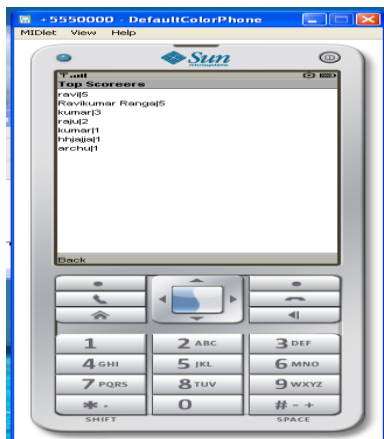 +5550000 - DefaultColorPhone
MIDlet View Help
Sun
microsystems
Top Scoreers
ravi|5
Ravikumar Ranga|5
kumar|3
raju|2
kumar|1
hhjajja|1
archu|1
Back
1 2 ABC 3 DEF
4 GHI 5 JKL 6 MNO
7 PQRS 8 TUV 9 WXYZ
* . 0 # - +
SHIFT SPACE